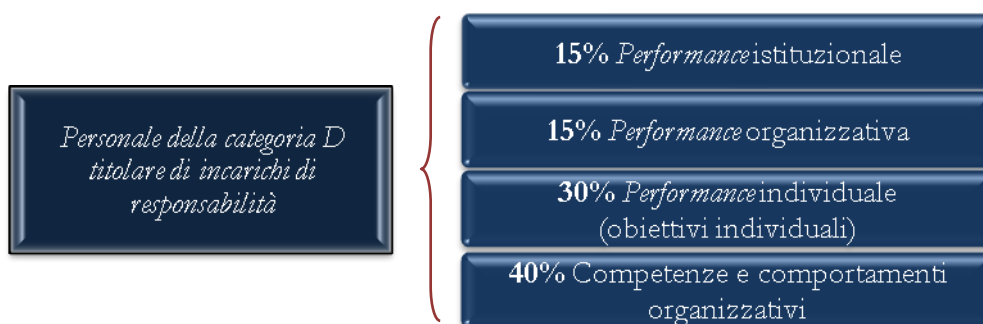 Personale della categoria D
titolare di incarichi di
responsabilità
15% Performance istituzionale
15% Performance organizzativa
30% Performance individuale
(obiettivi individuali)
40% Competenze e comportamenti
organizzativi